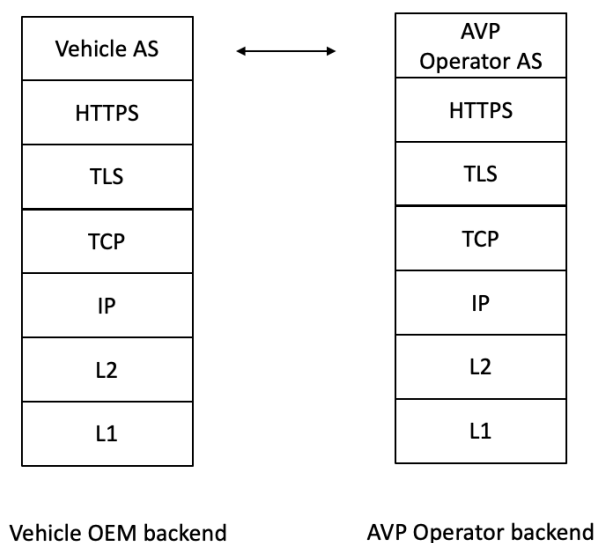 Vehicle AS
HTTPS
TLS
TCP
IP
L2
L1
Vehicle OEM backend
AVP
Operator AS
HTTPS
TLS
TCP
IP
L2
L1
AVP Operator backend